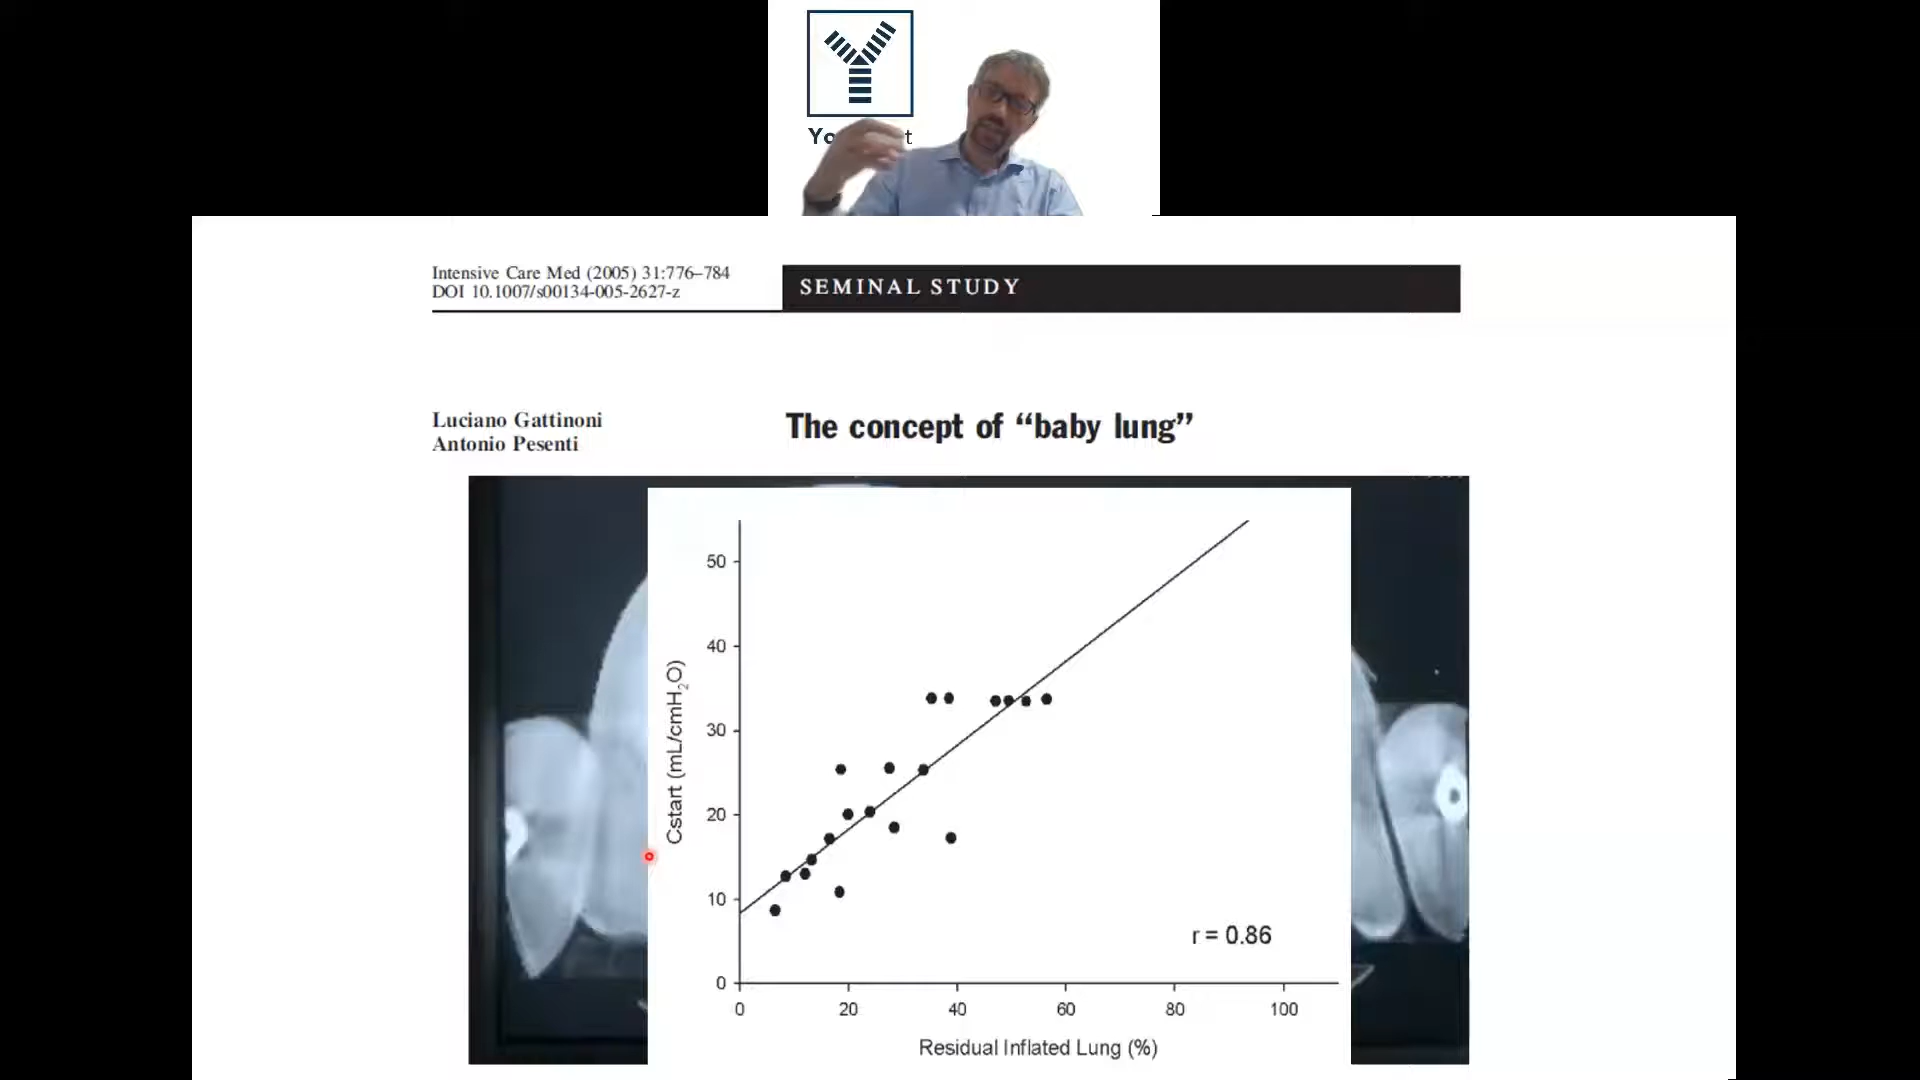 Intensive Care Med (2005) 31:776–784
DOI 10.1007/s00134-005-2627-z
SEMINAL STUDY
Luciano Gattinoni
Antonio Pesenti
The concept of “baby lung”
50
40
30
20
10
0
Cstart (mL/cmH₂O)
r = 0.86
0 20 40 60 80 100
Residual Inflated Lung (%)